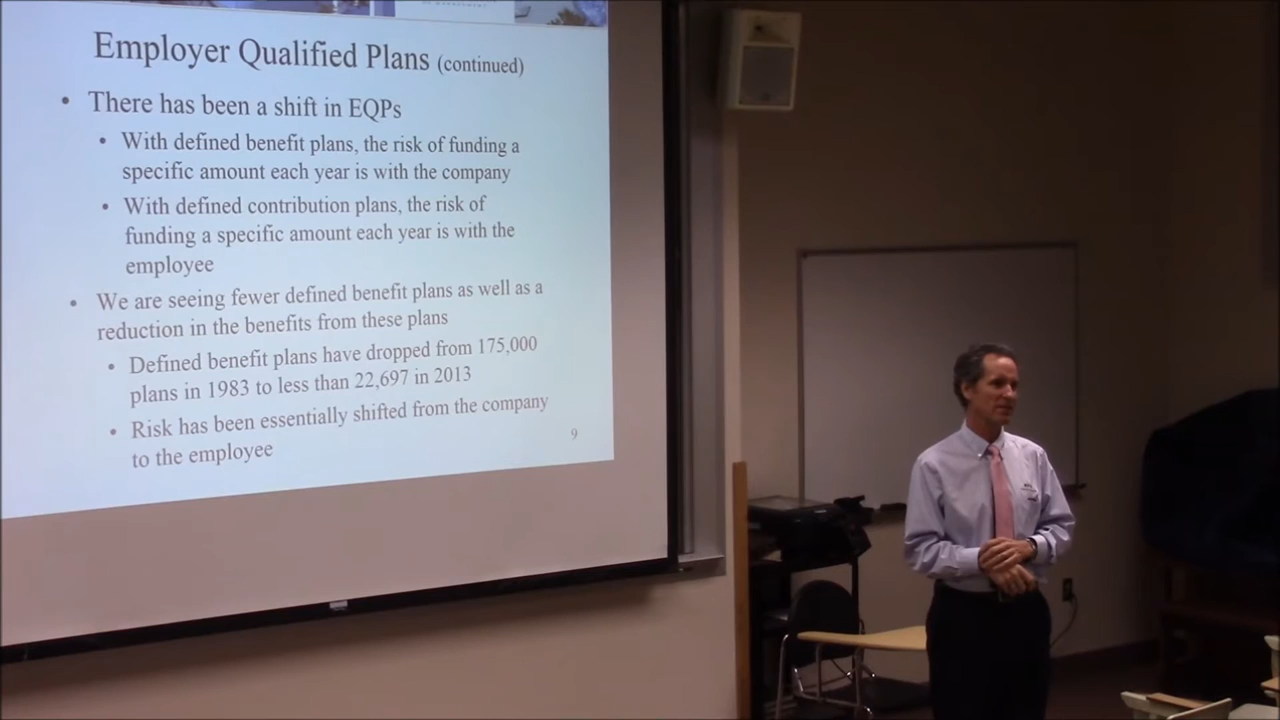 Employer Qualified Plans (continued)
• There has been a shift in EQPs
• With defined benefit plans, the risk of funding a
specific amount each year is with the company
• With defined contribution plans, the risk of
funding a specific amount each year is with the
employee
• We are seeing fewer defined benefit plans as well as a
reduction in the benefits from these plans
• Defined benefit plans have dropped from 175,000
plans in 1983 to less than 22,697 in 2013
• Risk has been essentially shifted from the company
to the employee
9